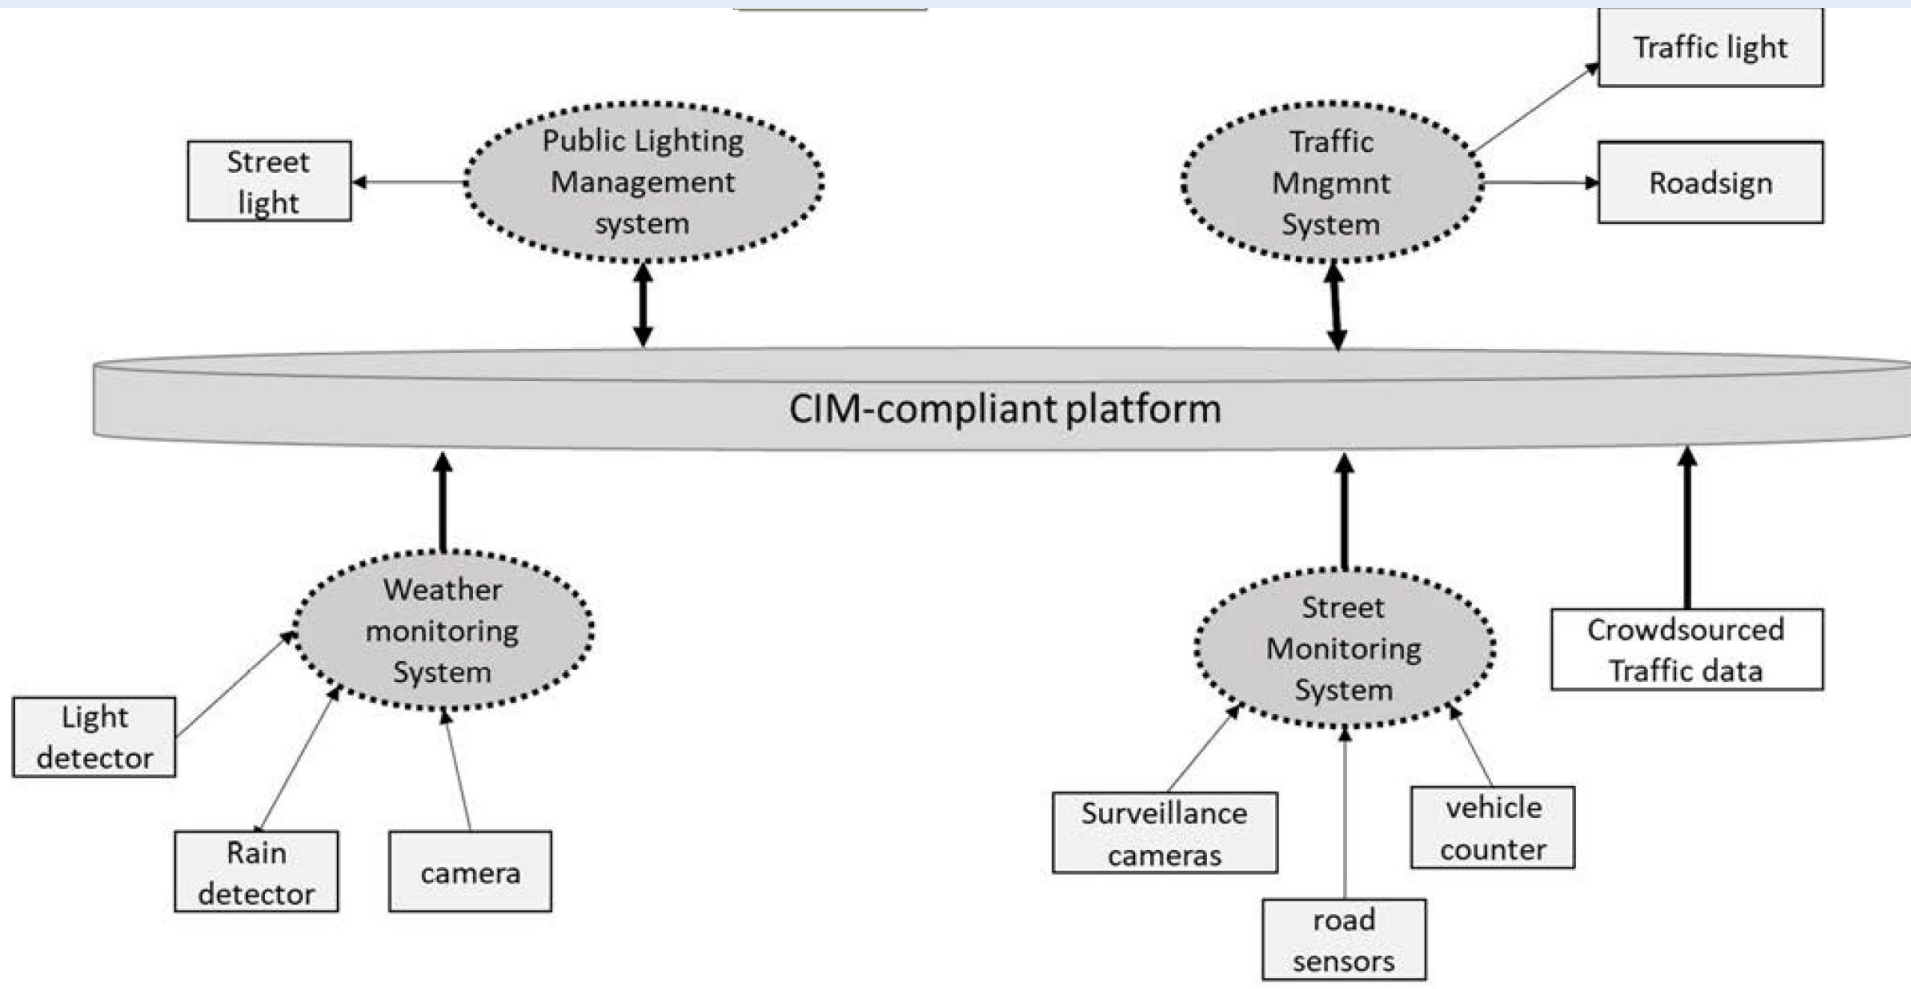 Traffic light
Street
light
Public Lighting
Management
system
Traffic
Mngmnt
System
Roadsign
CIM-compliant platform
Weather
monitoring
System
Street
Monitoring
System
Crowdsourced
Traffic data
Light
detector
Rain
detector
camera
Surveillance
cameras
vehicle
counter
road
sensors